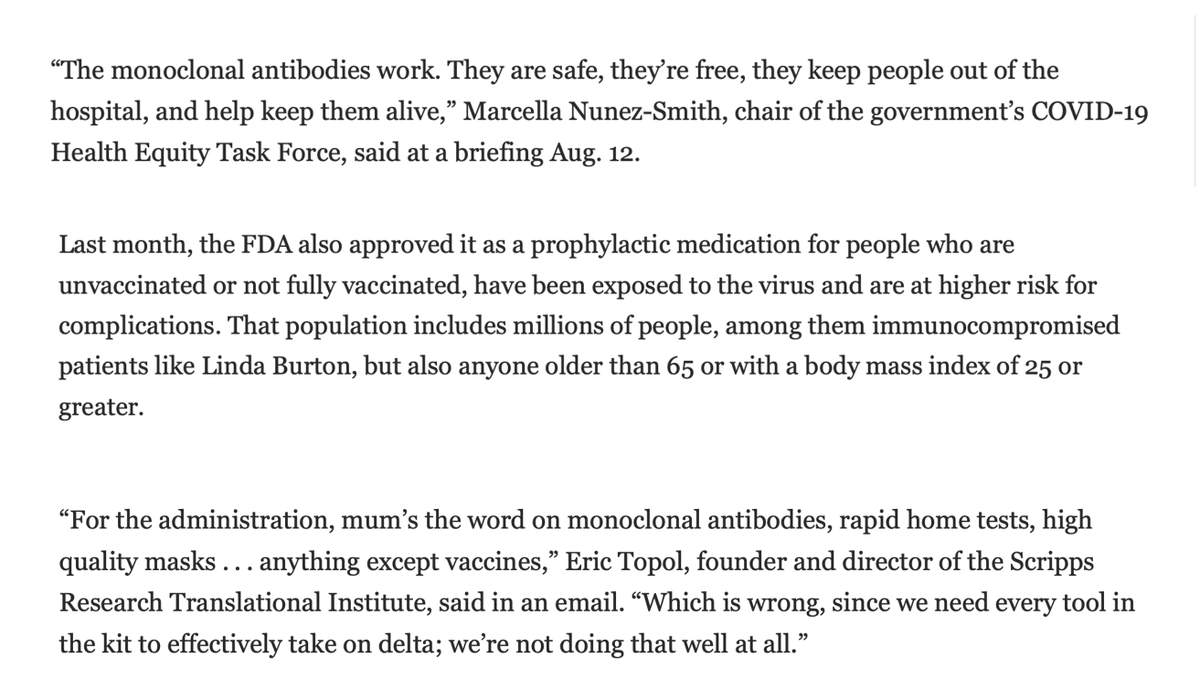 “The monoclonal antibodies work. They are safe, they’re free, they keep people out of the
hospital, and help keep them alive,” Marcella Nunez-Smith, chair of the government’s COVID-19
Health Equity Task Force, said at a briefing Aug. 12.
Last month, the FDA also approved it as a prophylactic medication for people who are
unvaccinated or not fully vaccinated, have been exposed to the virus and are at higher risk for
complications. That population includes millions of people, among them immunocompromised
patients like Linda Burton, but also anyone older than 65 or with a body mass index of 25 or
greater.
“For the administration, mum’s the word on monoclonal antibodies, rapid home tests, high
quality masks . . . anything except vaccines,” Eric Topol, founder and director of the Scripps
Research Translational Institute, said in an email. “Which is wrong, since we need every tool in
the kit to effectively take on delta; we’re not doing that well at all.”